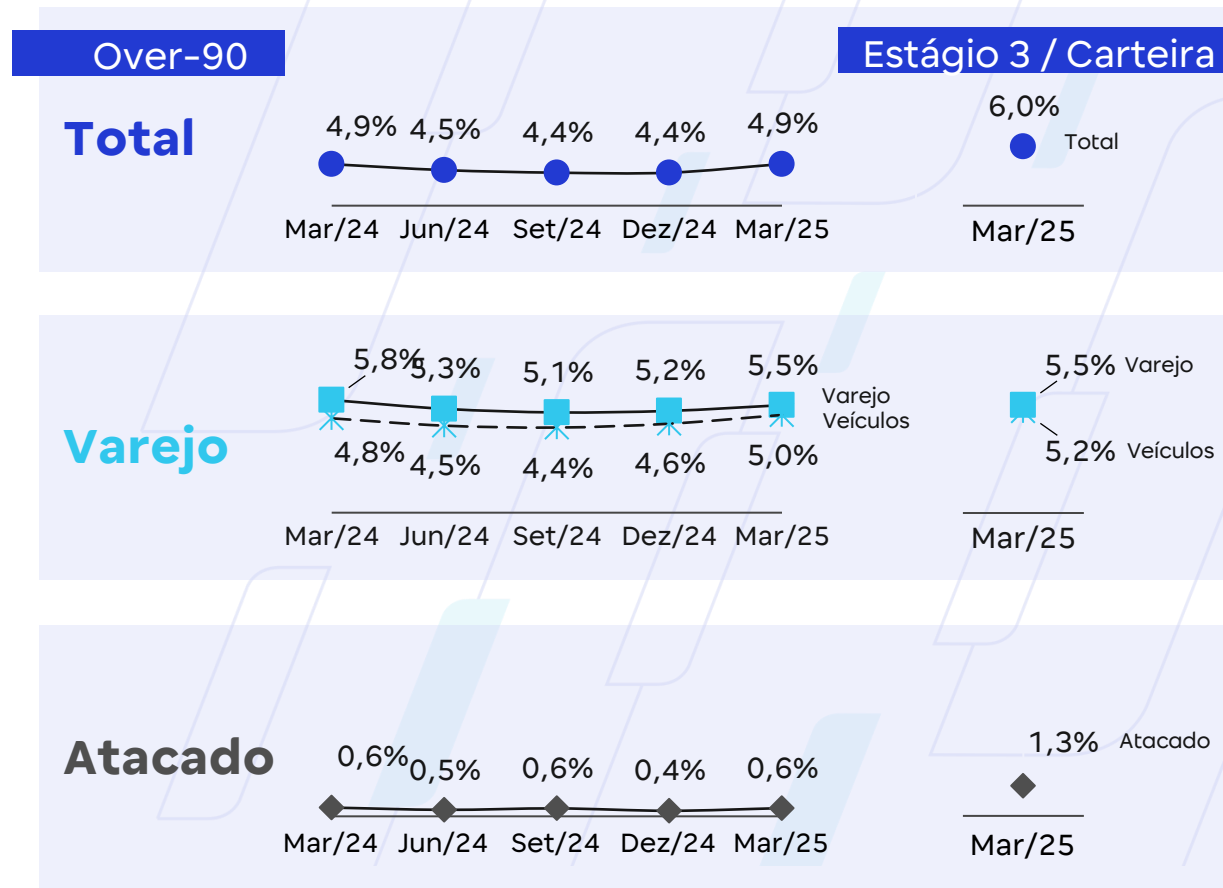 Over-90
Estágio 3 / Carteira
Total
4,9% 4,5% 4,4% 4,4% 4,9%
Mar/24 Jun/24 Set/24 Dez/24 Mar/25
6,0%
Total
Mar/25
Varejo
5,8% 5,3% 5,1% 5,2% 5,5%
Varejo
Veículos
4,8% 4,5% 4,4% 4,6% 5,0%
Mar/24 Jun/24 Set/24 Dez/24 Mar/25
5,5% Varejo
5,2% Veículos
Mar/25
Atacado
0,6% 0,5% 0,6% 0,4% 0,6%
Mar/24 Jun/24 Set/24 Dez/24 Mar/25
1,3% Atacado
Mar/25